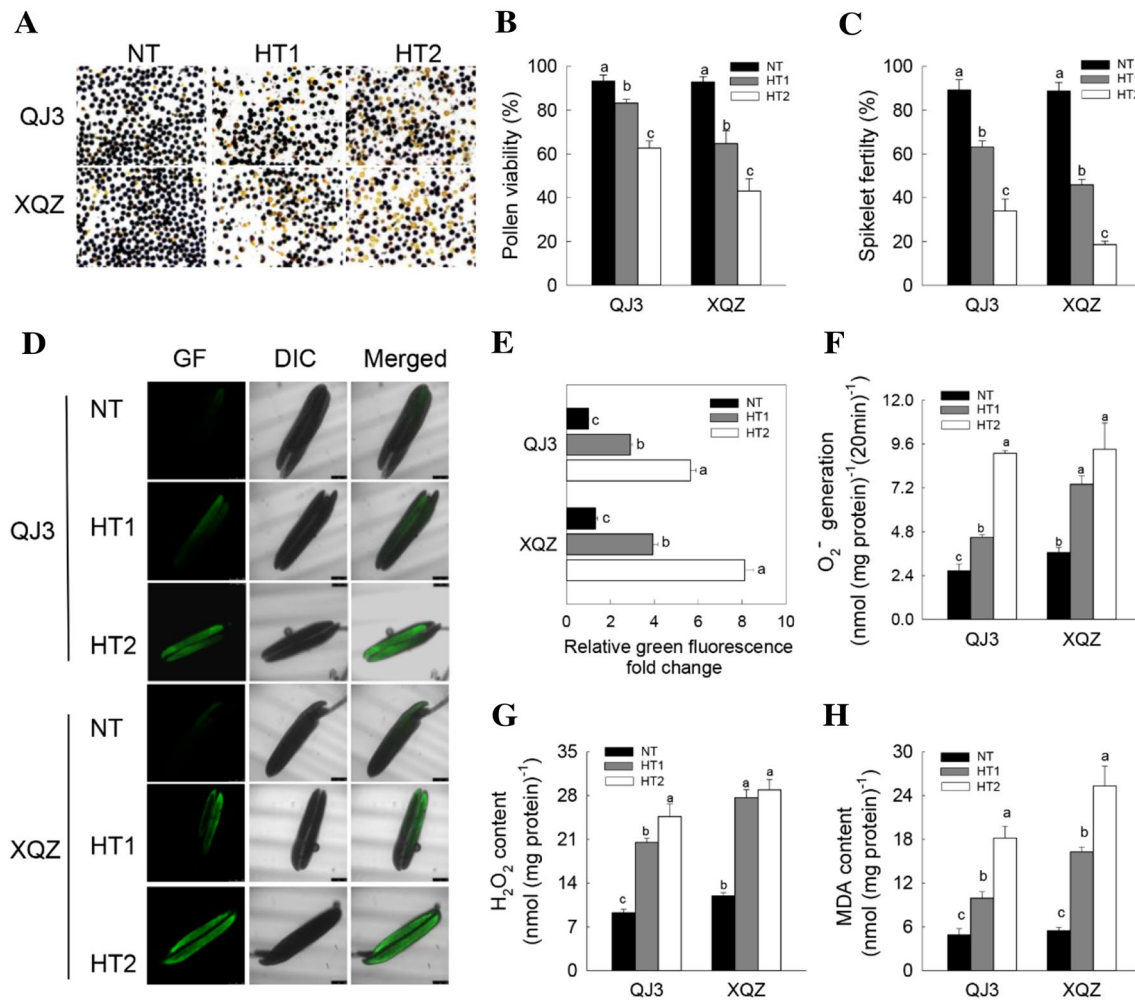 A
NT HT1 HT2
QJ3
XQZ
B
Pollen viability (%)
100
80
60
40
20
0
NT
HT1
HT2
a b c a b c
QJ3 XQZ
C
Spikelet fertilty (%)
100
80
60
40
20
0
NT
HT1
HT2
a b c a b c
QJ3 XQZ
D
GF DIC Merged
QJ3
NT
HT1
HT2
XQZ
NT
HT1
HT2
E
NT
HT1
HT2
QJ3
c
b
a
XQZ
c
b
a
0 2 4 6 8 10
Relative green fluorescence
fold change
F
O₂⁻ generation
(nmol (mg protein)⁻¹(20min)⁻¹
12.0
9.6
7.2
4.8
2.4
0.0
NT
HT1
HT2
c b a b a a
QJ3 XQZ
G
H₂O₂ content
(nmol (mg protein)⁻¹)
35
28
21
14
7
0
NT
HT1
HT2
c b a b a a
QJ3 XQZ
H
MDA content
(nmol (mg protein)⁻¹)
30
24
18
12
6
0
NT
HT1
HT2
c b a c b a
QJ3 XQZ